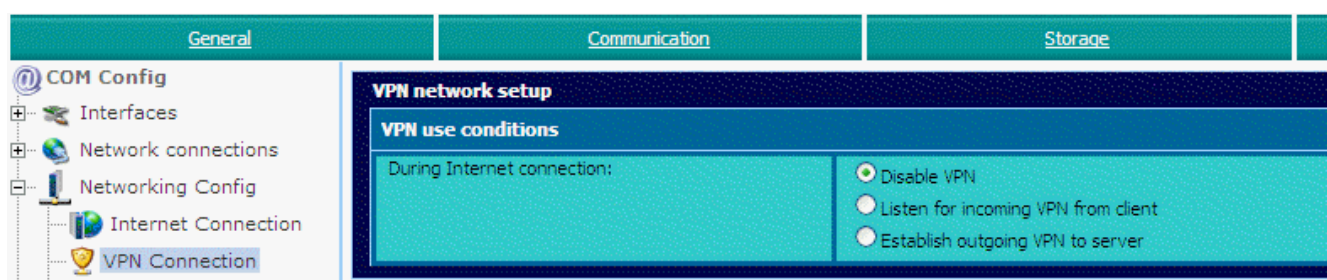 General
Communication
Storage
COM Config
Interfaces
Network connections
Networking Config
Internet Connection
VPN Connection
VPN network setup
VPN use conditions
During Internet connection:
Disable VPN
Listen for incoming VPN from client
Establish outgoing VPN to server